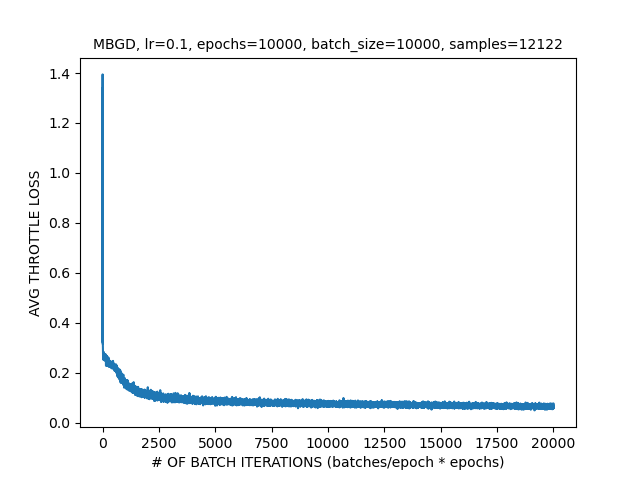 MBGD, lr=0.1, epochs=10000, batch_size=10000, samples=12122
AVG THROTTLE LOSS
1.4
1.2
1.0
0.8
0.6
0.4
0.2
0.0
0 2500 5000 7500 10000 12500 15000 17500 20000
# OF BATCH ITERATIONS (batches/epoch * epochs)